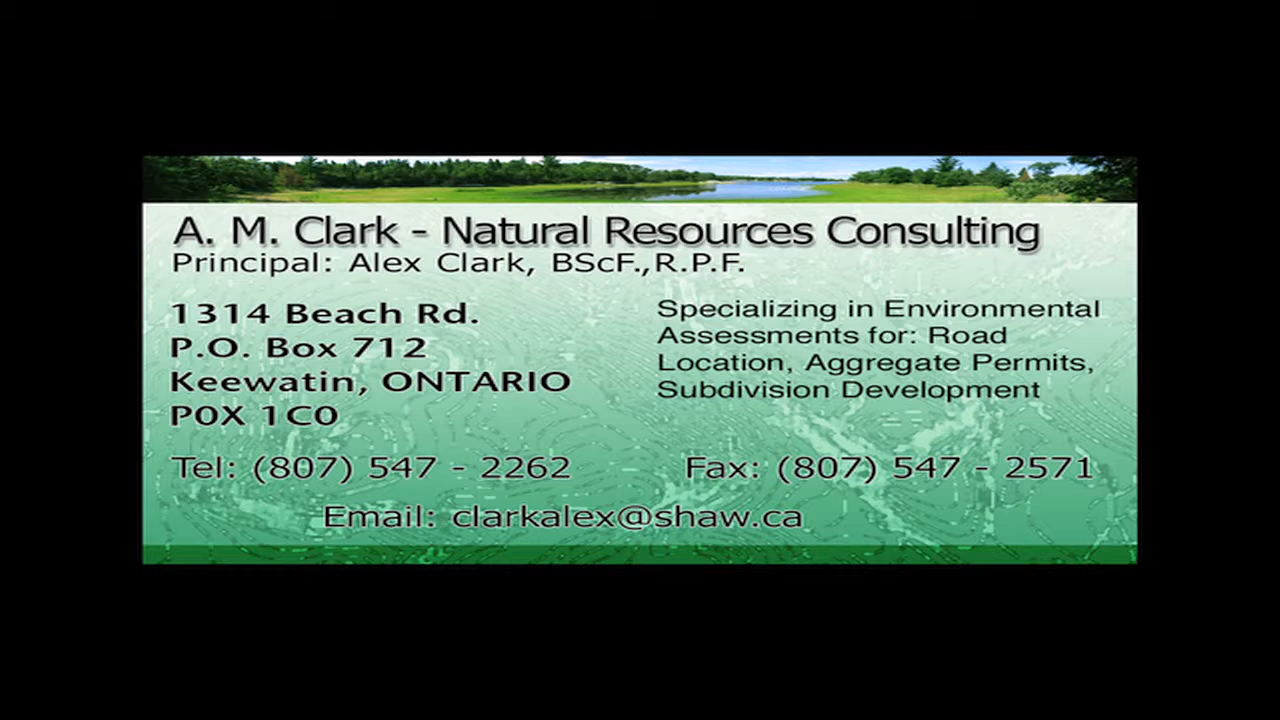 A. M. Clark - Natural Resources Consulting
Principal: Alex Clark, BScF.,R.P.F.
1314 Beach Rd.
P.O. Box 712
Keewatin, ONTARIO
P0X 1C0
Specializing in Environmental
Assessments for: Road
Location, Aggregate Permits,
Subdivision Development
Tel: (807) 547 - 2262
Fax: (807) 547 - 2571
Email: clarkalex@shaw.ca